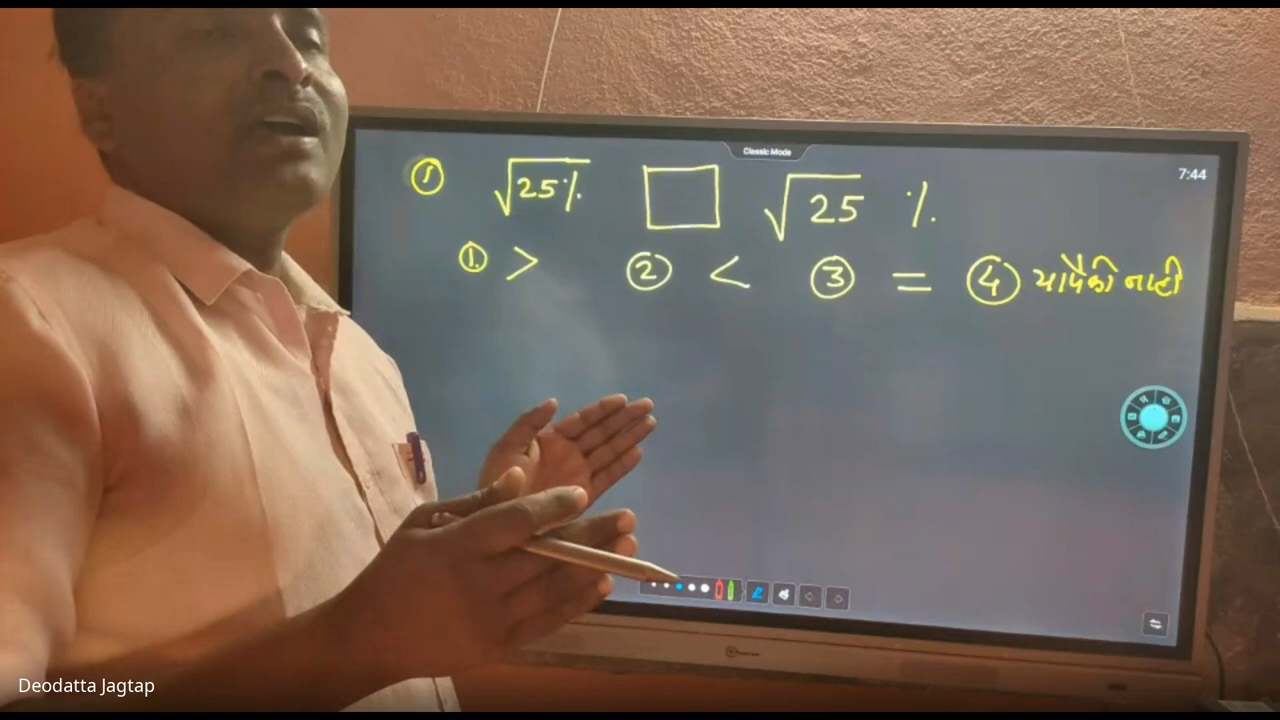 Classic Mode
7:44
① √25% □ √25 %
①. > ② < ③ = ④ यापैकी नाही
Deodatta Jagtap